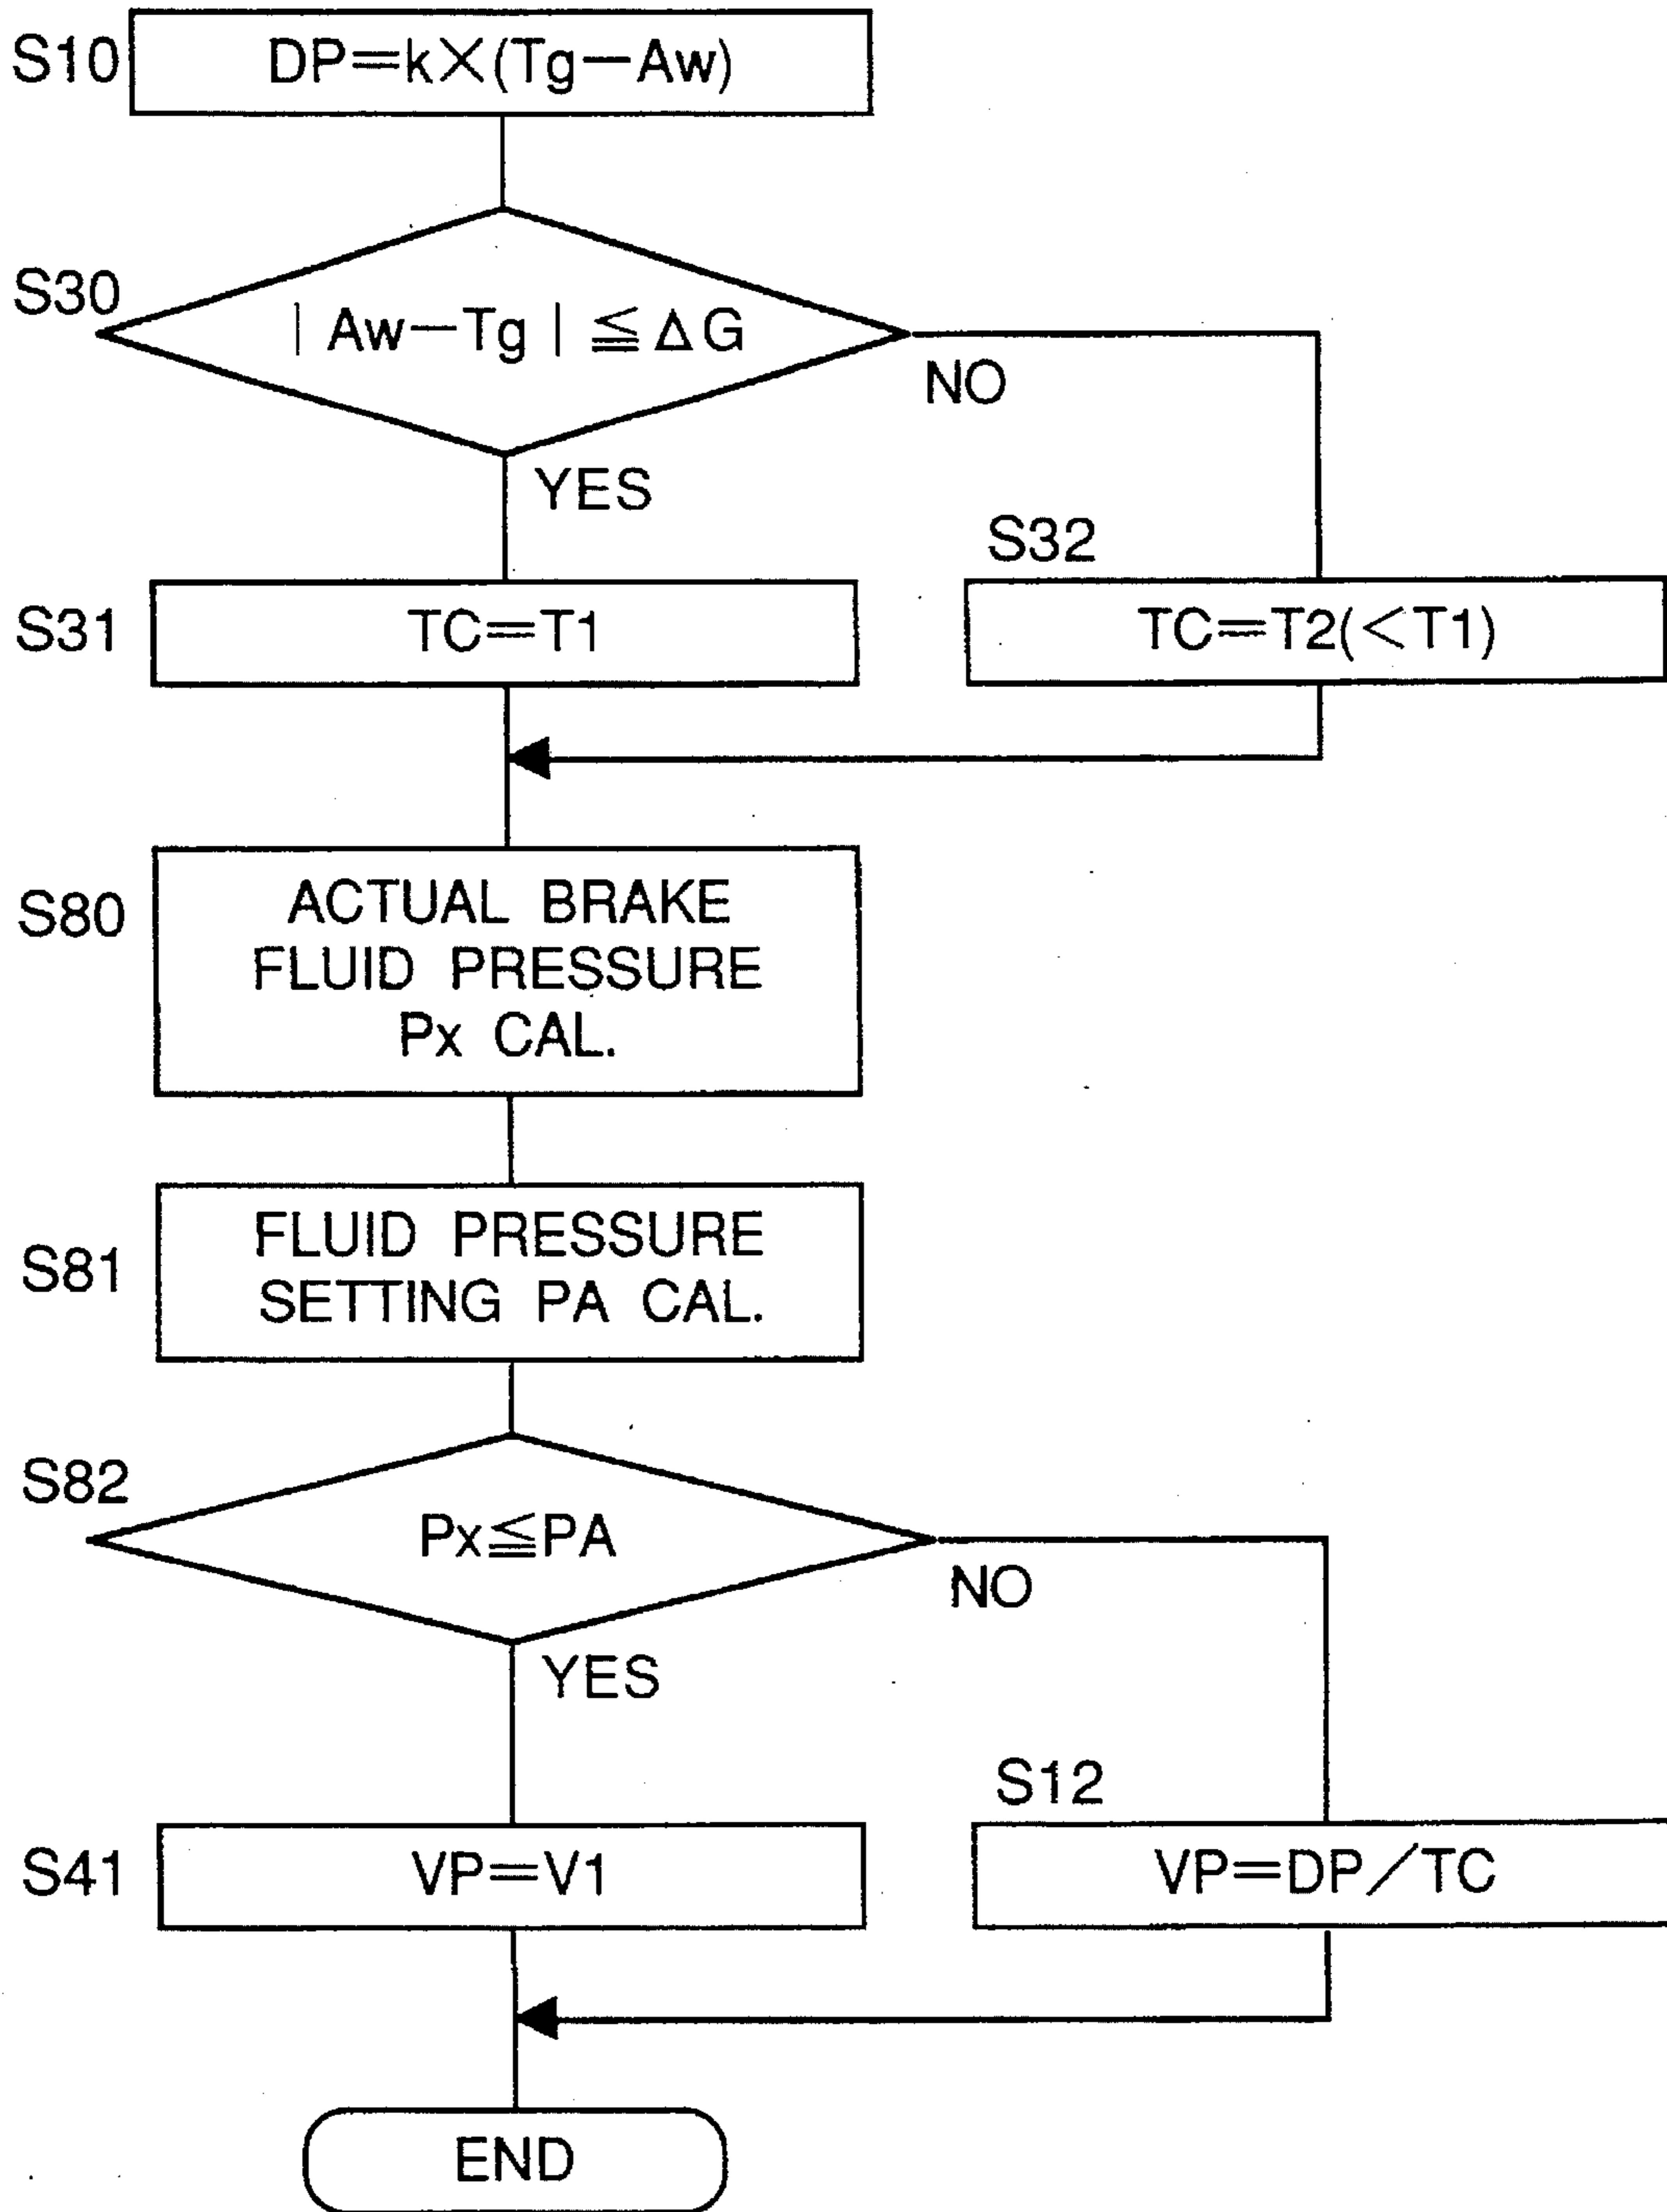 S10
DP=k×(Tg−Aw)
S30
| Aw−Tg | ≦ ΔG
NO
YES
S32
S31
TC=T1
TC=T2(<T1)
S80
ACTUAL BRAKE
FLUID PRESSURE
Px CAL.
S81
FLUID PRESSURE
SETTING PA CAL.
S82
Px≦PA
NO
YES
S12
S41
VP=V1
VP=DP/TC
END